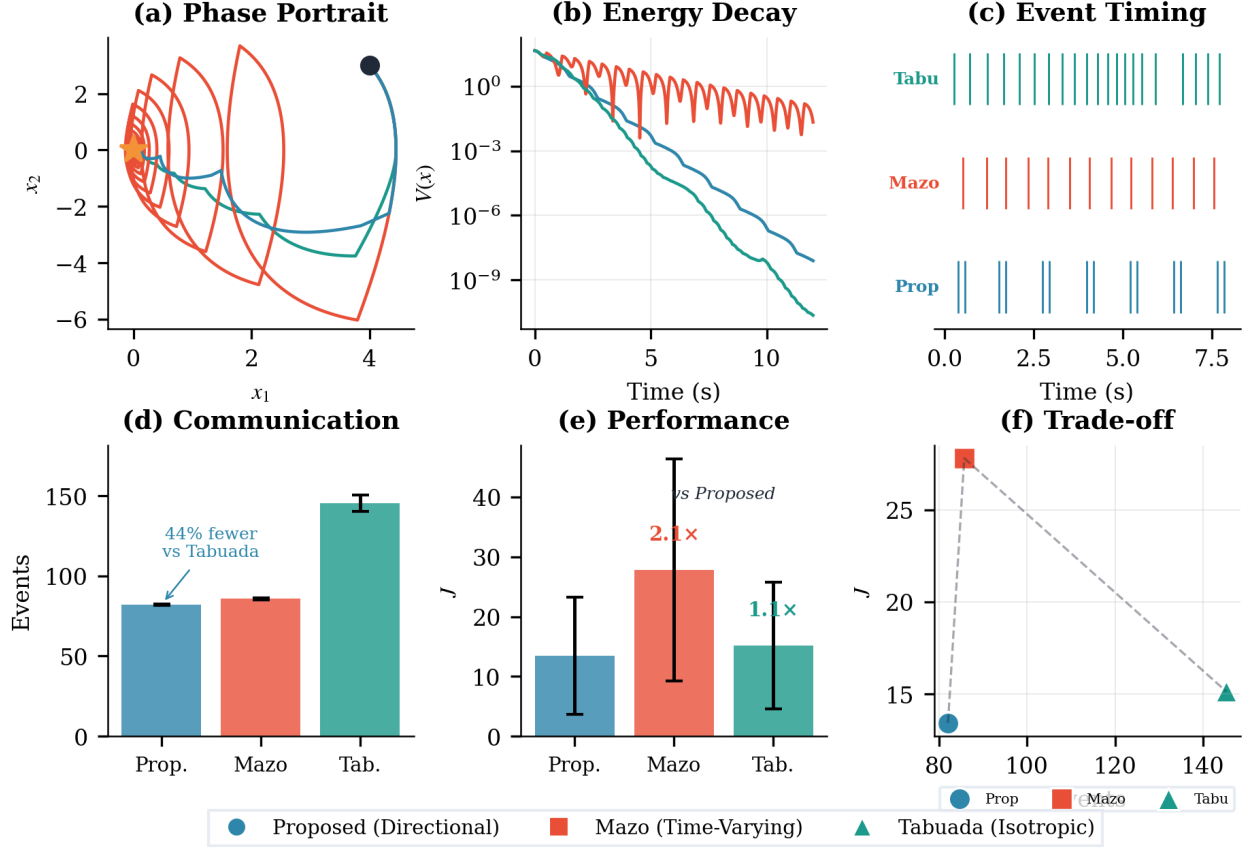 (a) Phase Portrait
x₂
2
0
−2
−4
−6
0
2
4
x₁
(b) Energy Decay
V(x)
10⁰
10⁻³
10⁻⁶
10⁻⁹
0
5
10
Time (s)
(c) Event Timing
Tabu
Mazo
Prop
0.0
2.5
5.0
7.5
Time (s)
(d) Communication
Events
150
100
50
0
44% fewer
vs Tabuada
Prop.
Mazo
Tab.
(e) Performance
J
40
30
20
10
0
vs Proposed
2.1×
1.1×
Prop.
Mazo
Tab.
(f) Trade-off
J
25
20
15
80
100
120
140
Prop
Mazo
Tabu
Proposed (Directional)
Mazo (Time-Varying)
Tabuada (Isotropic)